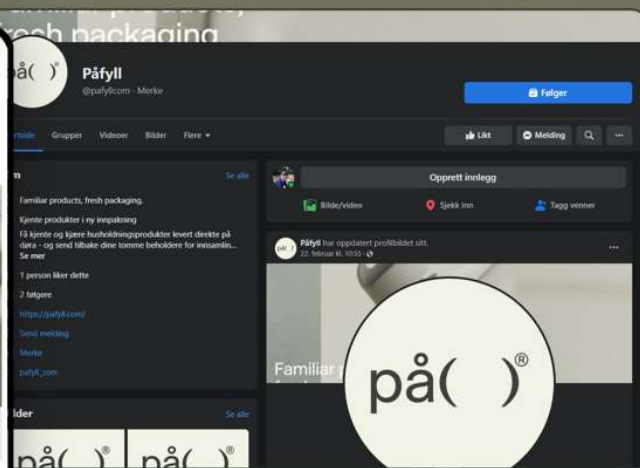 fresh packaging
på( )®
Påfyll
@pafyllcom · Merke
Grupper
Videoer
Bilder
Flere
Følger
Likt
Melding
Se alle
Familiar products, fresh packaging.
Kjente produkter i ny innpakning
Få kjente og kjære husholdningsprodukter levert direkte på
døra - og send tilbake dine tomme beholdere for innsamlin...
Se mer
1 person liker dette
2 følgere
https://pafyll.com/
Send melding
Merke
pafyll_com
Se alle
på( )®
på( )®
Opprett innlegg
Bilde/video
Sjekk inn
Tagg venner
på( )
Påfyll har oppdatert profilbildet sitt.
22. februar kl. 10:55
Familiar
på( )®